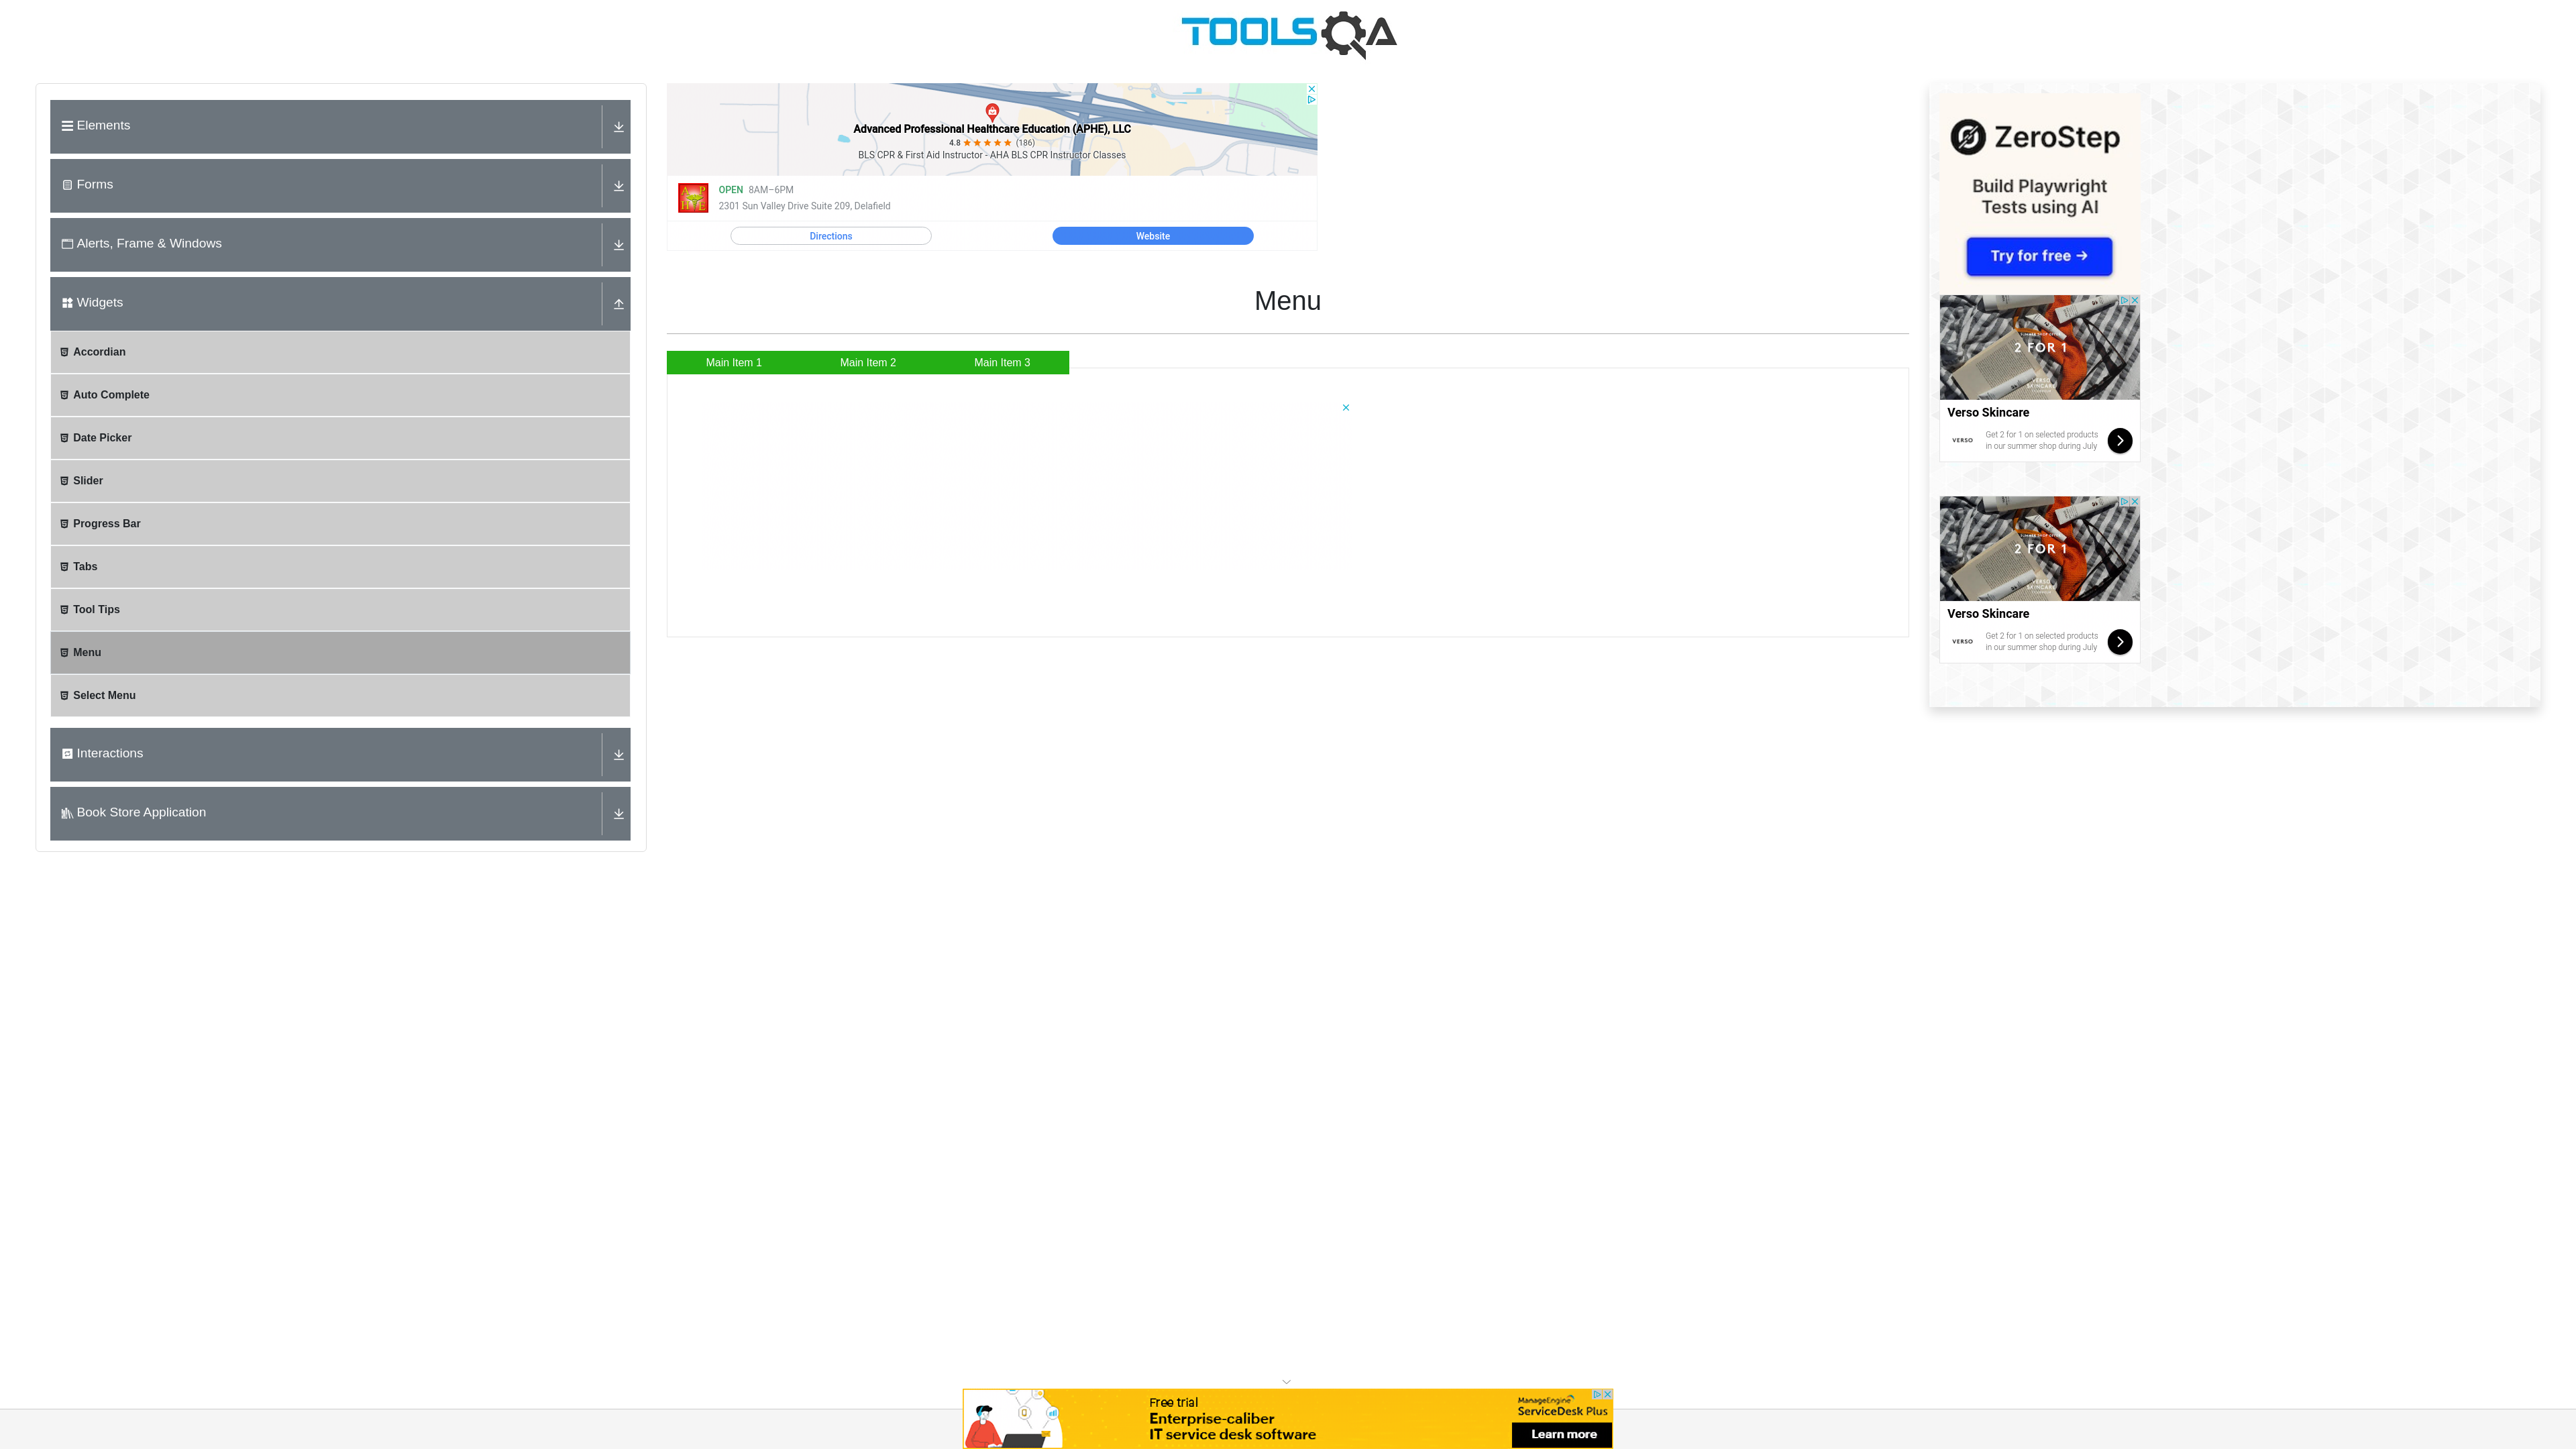 TOOLSQA
Elements
Forms
Alerts, Frame & Windows
Widgets
Accordian
Auto Complete
Date Picker
Slider
Progress Bar
Tabs
Tool Tips
Menu
Select Menu
Interactions
Book Store Application
Advanced Professional Healthcare Education (APHE), LLC
4.8 (186)
BLS CPR & First Aid Instructor - AHA BLS CPR Instructor Classes
OPEN 8AM–6PM
2301 Sun Valley Drive Suite 209, Delafield
Directions
Website
Menu
Main Item 1
Main Item 2
Main Item 3
ZeroStep
Build Playwright
Tests using AI
Try for free →
2 FOR 1
VERSO
SKINCARE
Verso Skincare
VERSO
Get 2 for 1 on selected products
in our summer shop during July
2 FOR 1
VERSO
SKINCARE
Verso Skincare
VERSO
Get 2 for 1 on selected products
in our summer shop during July
Free trial
Enterprise-caliber
IT service desk software
ManageEngine
ServiceDesk Plus
Learn more